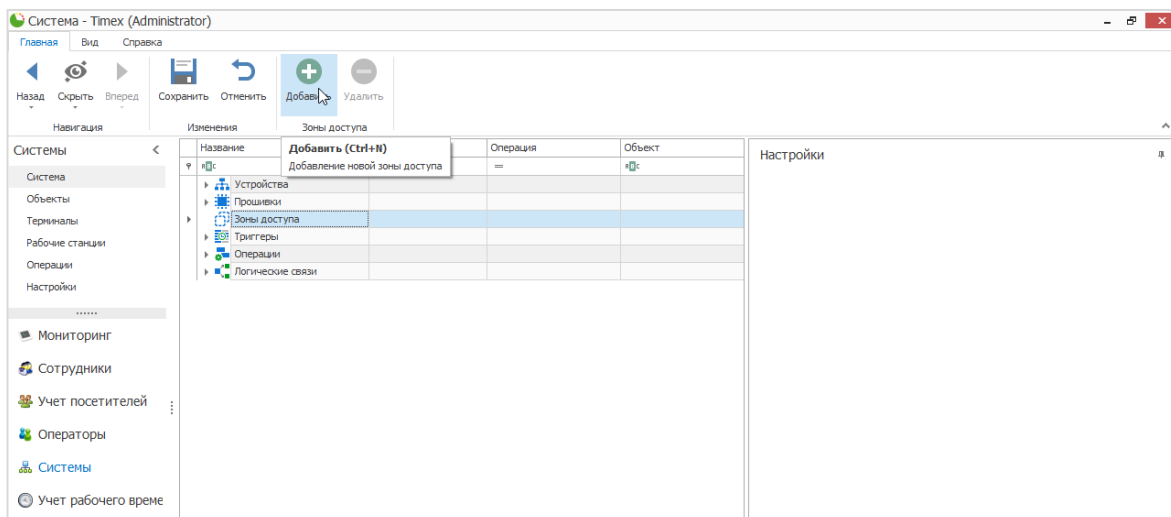 Система - Timex (Administrator)
Главная Вид Справка
Назад Скрыть Вперед Сохранить Отменить Добавить Удалить
Навигация Изменения Зоны доступа
Системы
Система
Объекты
Терминалы
Рабочие станции
Операции
Настройки
Мониторинг
Сотрудники
Учет посетителей
Операторы
Системы
Учет рабочего време
Название Операция Объект
Добавить (Ctrl+N)
Добавление новой зоны доступа
=
Устройства
Прошивки
Зоны доступа
Триггеры
Операции
Логические связи
Настройки